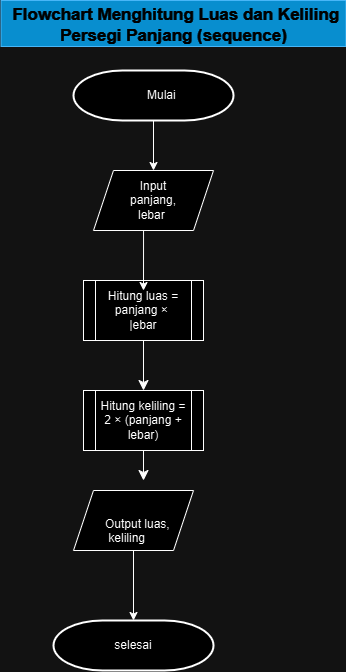 Flowchart Menghitung Luas dan Keliling
Persegi Panjang (sequence)
Mulai
Input
panjang,
lebar
Hitung luas =
panjang ×
lebar
Hitung keliling =
2 × (panjang +
lebar)
Output luas,
keliling
selesai